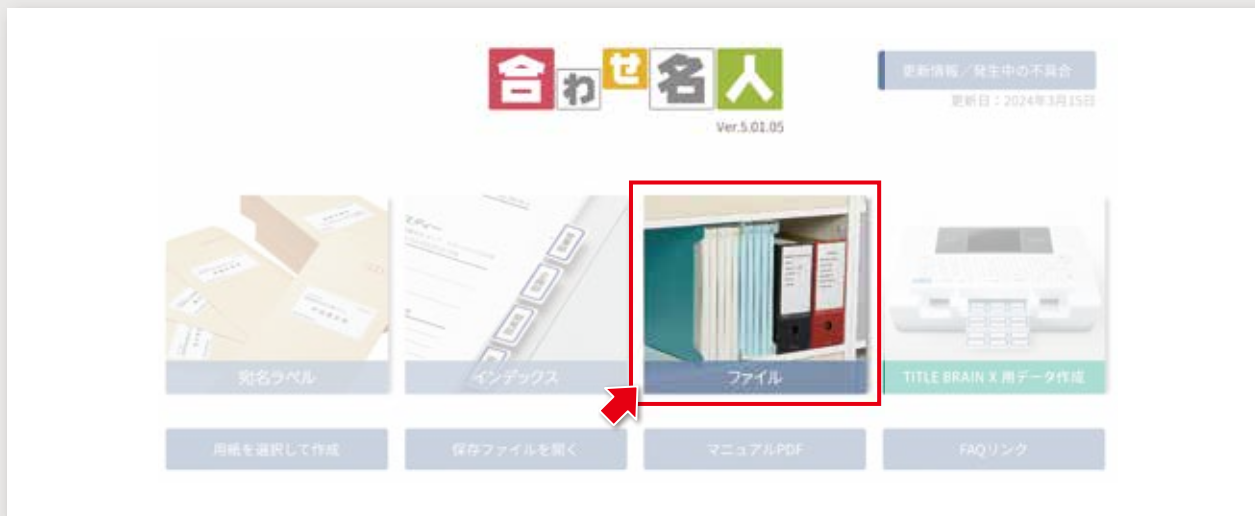 合わせ名人
Ver.5.01.05
更新情報／発生中の不具合
更新日：2024年3月15日
宛名ラベル
インデックス
ファイル
TITLE BRAIN X 用データ作成
用紙を選択して作成
保存ファイルを開く
マニュアルPDF
FAQリンク